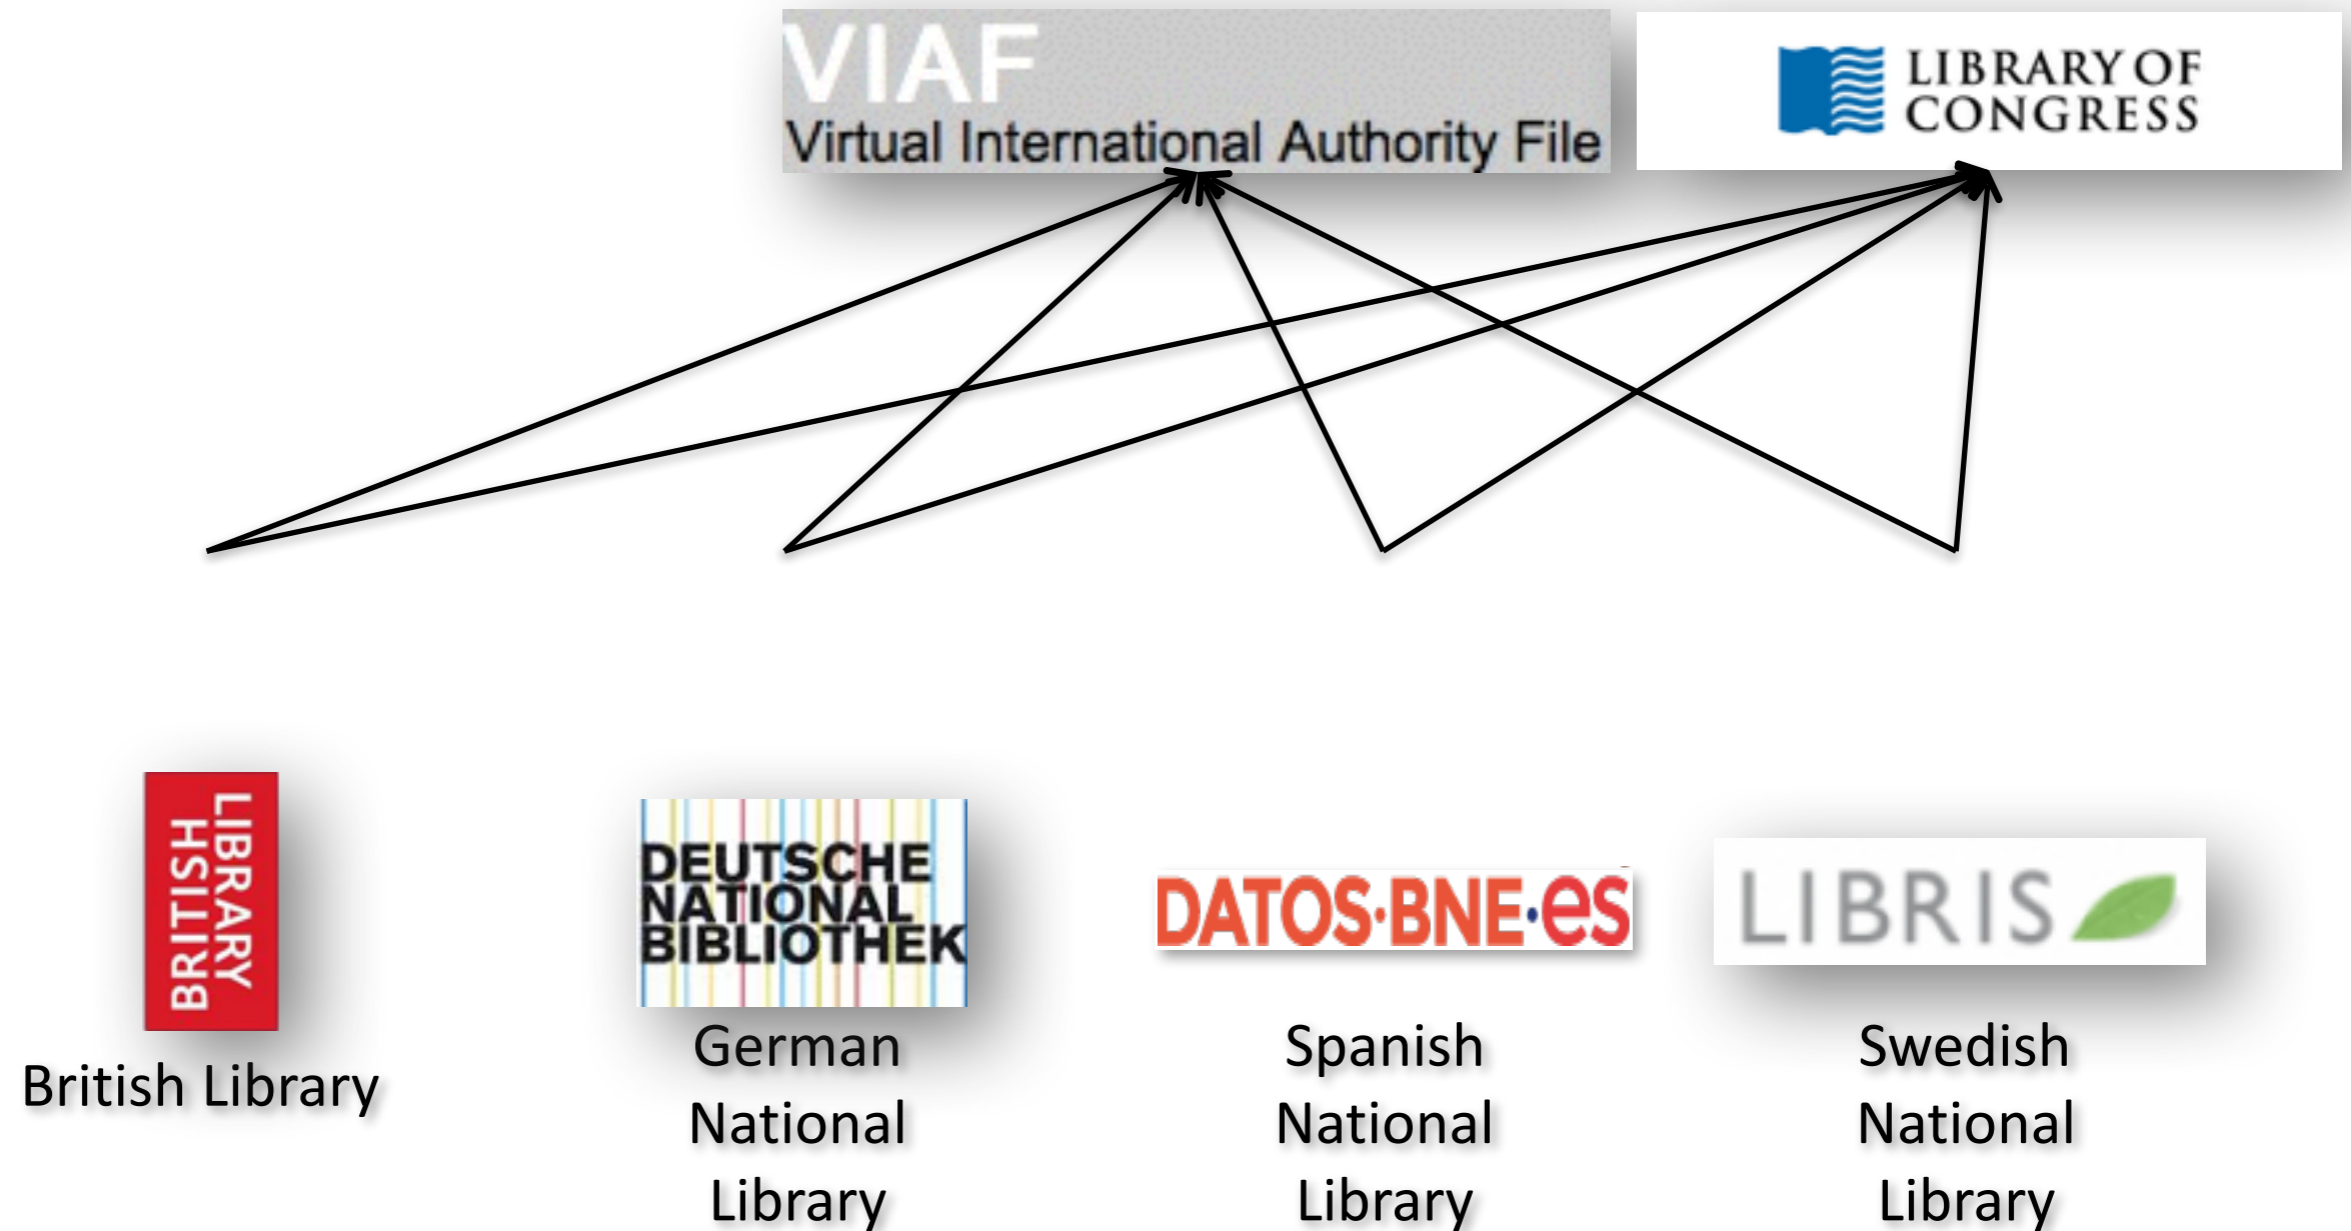 VIAF
Virtual International Authority File
LIBRARY OF
CONGRESS
BRITISH
LIBRARY
British Library
DEUTSCHE
NATIONAL
BIBLIOTHEK
German
National
Library
DATOS·BNE·es
Spanish
National
Library
LIBRIS
Swedish
National
Library